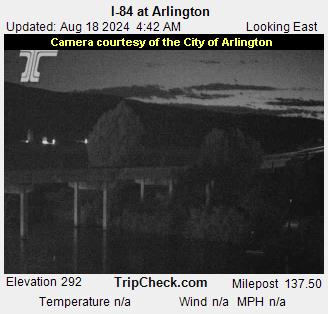 I-84 at Arlington
Updated: Aug 18 2024 4:42 AM Looking East
Camera courtesy of the City of Arlington
Elevation 292 TripCheck.com Milepost 137.50
Temperature n/a Wind n/a MPH n/a